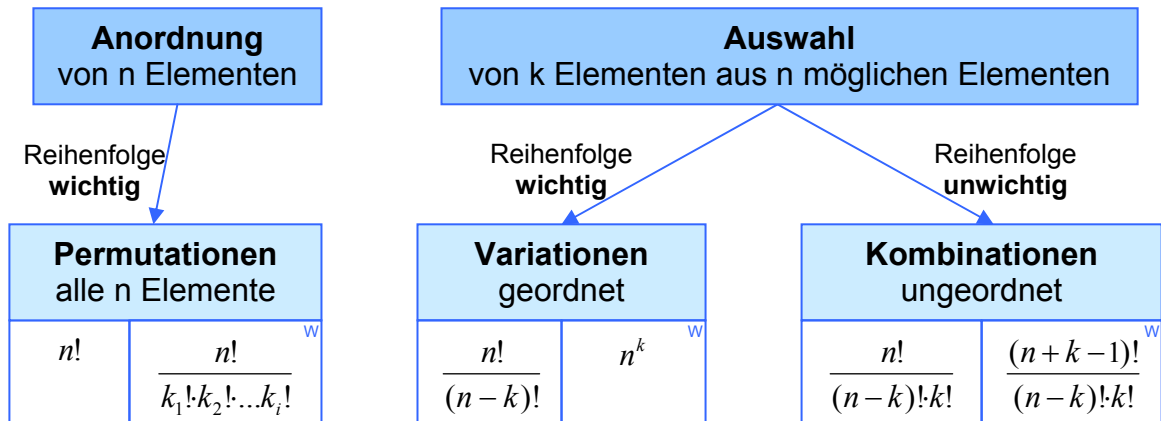 Anordnung
von n Elementen
Auswahl
von k Elementen aus n möglichen Elementen
Reihenfolge
wichtig
Reihenfolge
wichtig
Reihenfolge
unwichtig
Permutationen
alle n Elemente
Variationen
geordnet
Kombinationen
ungeordnet
n!
W
n!
k₁!·k₂!·...kᵢ!
n!
(n−k)!
W
nᵏ
n!
(n−k)!·k!
W
(n+k−1)!
(n−k)!·k!